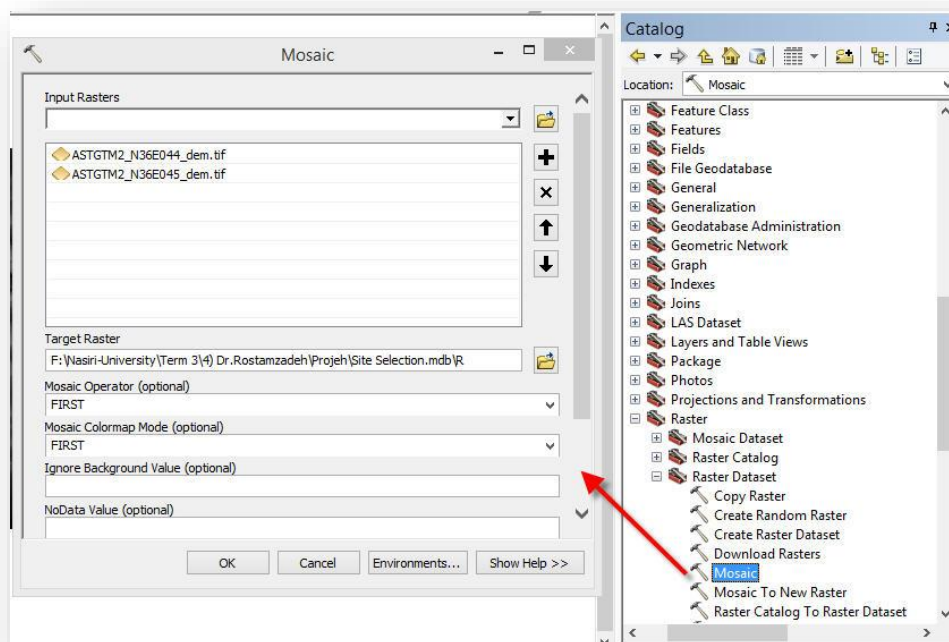 Mosaic
Input Rasters
ASTGTM2_N36E044_dem.tif
ASTGTM2_N36E045_dem.tif
Target Raster
F:\Nasiri-University\Term 3\4) Dr.Rostamzadeh\Projeh\Site Selection.mdb\R
Mosaic Operator (optional)
FIRST
Mosaic Colormap Mode (optional)
FIRST
Ignore Background Value (optional)
NoData Value (optional)
OK
Cancel
Environments...
Show Help >>
Catalog
Location: Mosaic
Feature Class
Features
Fields
File Geodatabase
General
Generalization
Geodatabase Administration
Geometric Network
Graph
Indexes
Joins
LAS Dataset
Layers and Table Views
Package
Photos
Projections and Transformations
Raster
Mosaic Dataset
Raster Catalog
Raster Dataset
Copy Raster
Create Random Raster
Create Raster Dataset
Download Rasters
Mosaic
Mosaic To New Raster
Raster Catalog To Raster Dataset